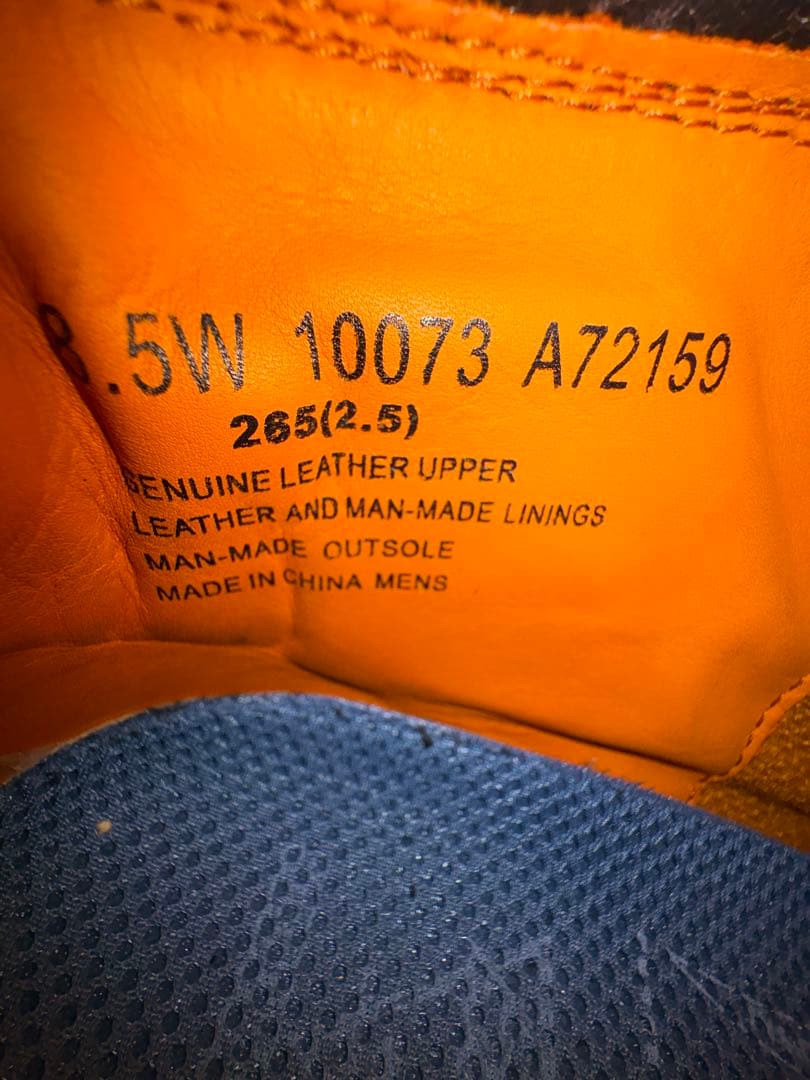 8.5W 10073 A72159
265(2.5)
GENUINE LEATHER UPPER
LEATHER AND MAN-MADE LININGS
MAN-MADE OUTSOLE
MADE IN CHINA MENS